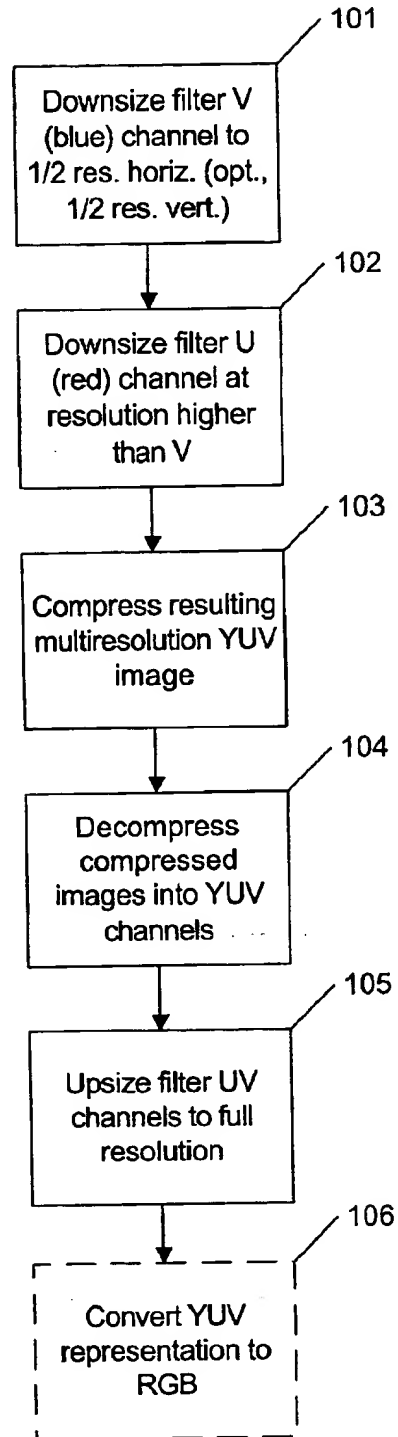 101
Downsize filter V
(blue) channel to
1/2 res. horiz. (opt.,
1/2 res. vert.)
102
Downsize filter U
(red) channel at
resolution higher
than V
103
Compress resulting
multiresolution YUV
image
104
Decompress
compressed
images into YUV
channels
105
Upsize filter UV
channels to full
resolution
106
Convert YUV
representation to
RGB